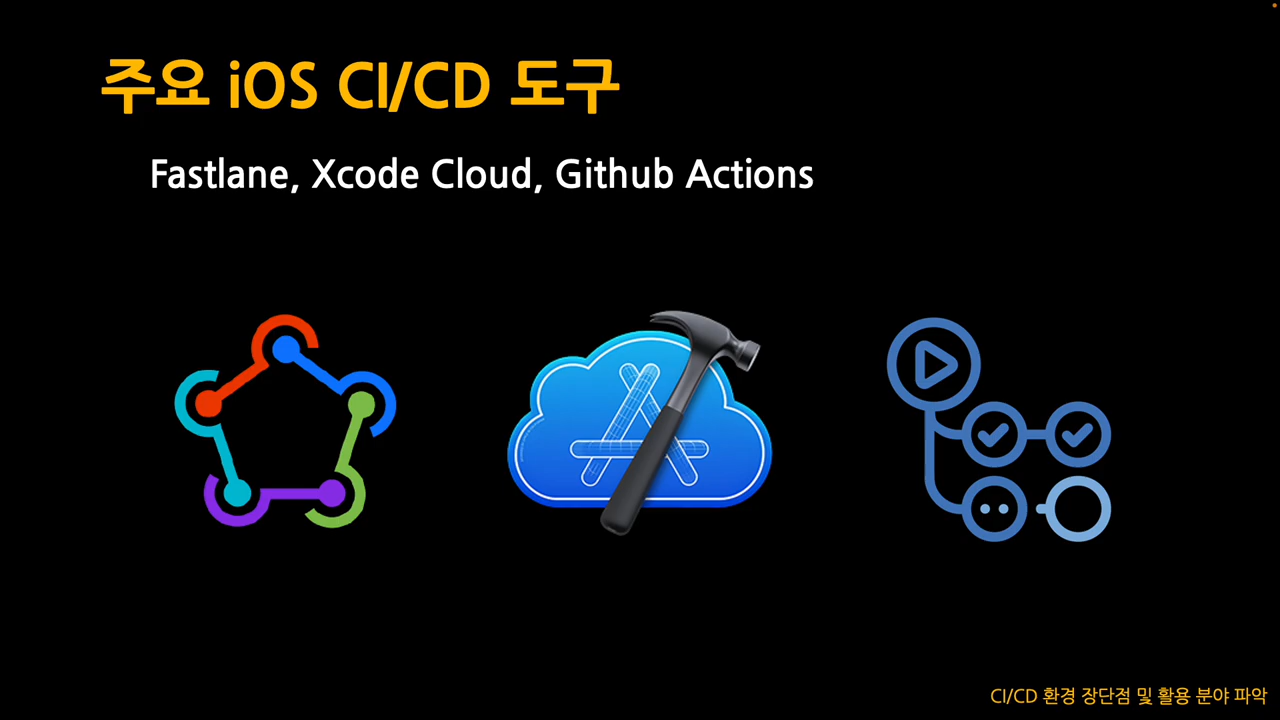 주요 iOS CI/CD 도구
Fastlane, Xcode Cloud, Github Actions
CI/CD 환경 장단점 및 활용 분야 파악